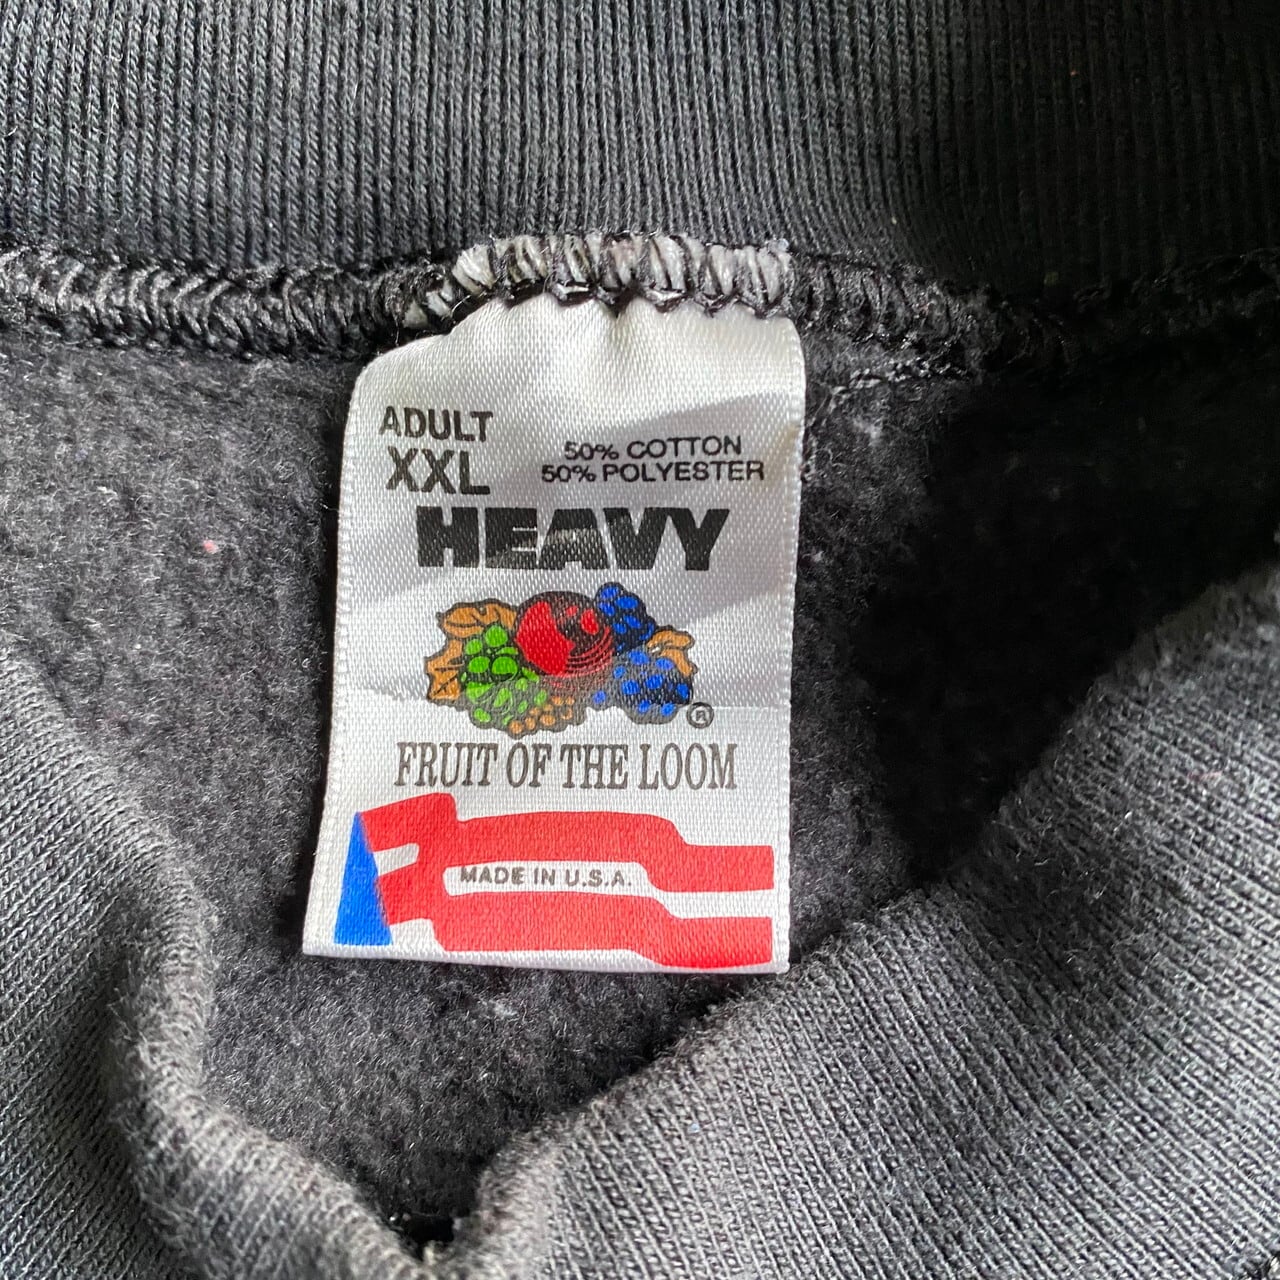 ADULT
XXL
50% COTTON
50% POLYESTER
HEAVY
®
FRUIT OF THE LOOM
MADE IN U.S.A.